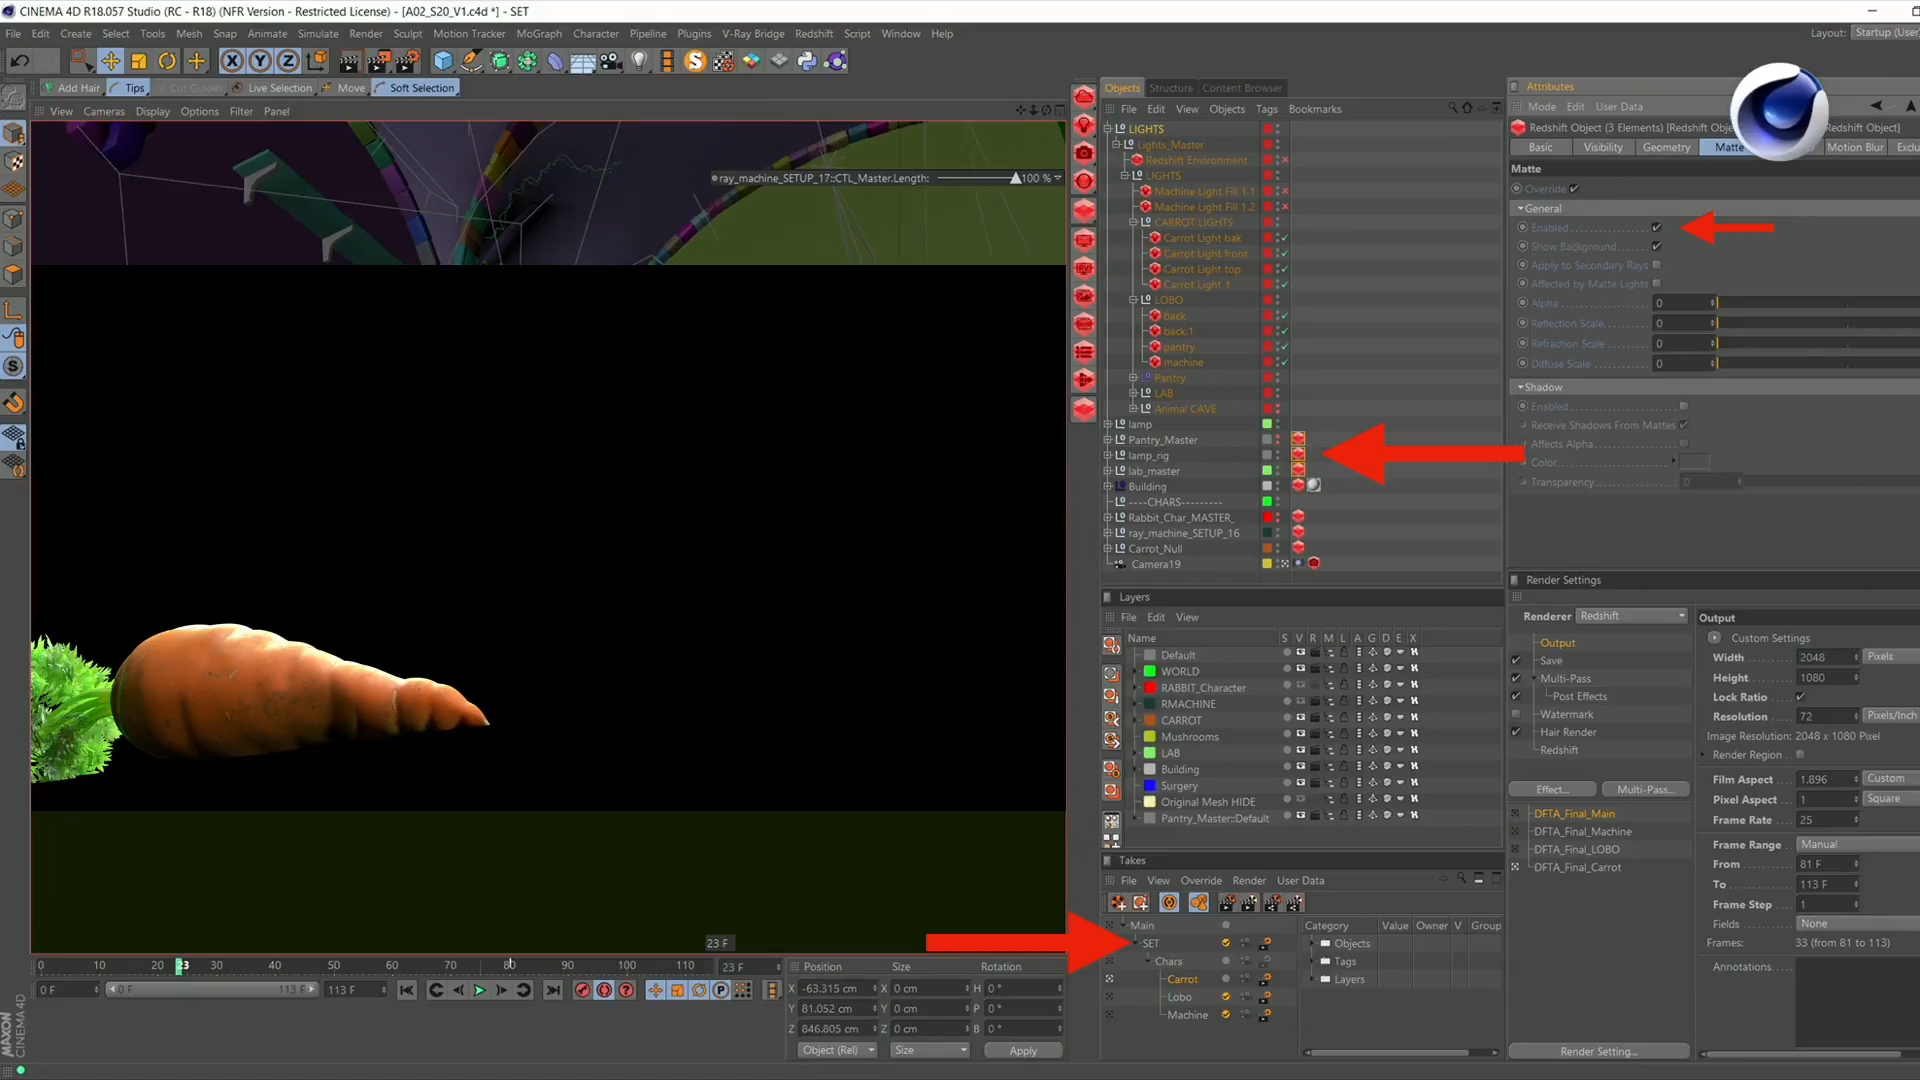 CINEMA 4D R18.057 Studio (RC - R18) (NFR Version - Restricted License) - [A02_S20_V1.c4d *] - SET
File Edit Create Select Tools Mesh Snap Animate Simulate Render Sculpt Motion Tracker MoGraph Character Pipeline Plugins V-Ray Bridge Redshift Script Window Help
Layout: Startup (User
Add Hair Tips Cut Guides Live Selection Move Soft Selection
View Cameras Display Options Filter Panel
ray_machine_SETUP_17::CTL_Master.Length: 100 %
23 F
0 10 20 23 30 40 50 60 70 80 90 100 110 23 F
0 F 0 F 113 F 113 F
Position Size Rotation
X -63.315 cm X 0 cm H 0 °
Y 81.052 cm Y 0 cm P 0 °
Z 846.805 cm Z 0 cm B 0 °
Object (Rel) Size Apply
MAXON
CINEMA 4D
Objects Structure Content Browser
File Edit View Objects Tags Bookmarks
LIGHTS
Lights_Master
Redshift Environment
LIGHTS
Machine Light Fill 1.1
Machine Light Fill 1.2
CARROT LIGHTS
Carrot Light bak
Carrot Light front
Carrot Light top
Carrot Light 1
LOBO
back
back.1
pantry
machine
Pantry
LAB
Animal CAVE
lamp
Pantry_Master
lamp_rig
lab_master
Building
----CHARS---------
Rabbit_Char_MASTER_
ray_machine_SETUP_16
Carrot_Null
Camera19
Layers
File Edit View
Name S V R M L A G D E X
Default
WORLD
RABBIT_Character
RMACHINE
CARROT
Mushrooms
LAB
Building
Surgery
Original Mesh HIDE
Pantry_Master::Default
Takes
File View Override Render User Data
Main
SET
Chars
Carrot
Lobo
Machine
Category Value Owner V Group
Objects
Tags
Layers
Attributes
Mode Edit User Data
Redshift Object (3 Elements) [Redshift Obje Redshift Object]
Basic Visibility Geometry Matte Motion Blur Exclu
Matte
Override
General
Enabled
Show Background
Apply to Secondary Rays
Affected by Matte Lights
Alpha 0
Reflection Scale 0
Refraction Scale 0
Diffuse Scale 0
Shadow
Enabled
Receive Shadows From Mattes
Affects Alpha
Color
Transparency 0
Render Settings
Renderer Redshift
Output
Save
Multi-Pass
Post Effects
Watermark
Hair Render
Redshift
Effect... Multi-Pass...
DFTA_Final_Main
DFTA_Final_Machine
DFTA_Final_LOBO
DFTA_Final_Carrot
Render Setting...
Output
Custom Settings
Width 2048 Pixels
Height 1080
Lock Ratio
Resolution 72 Pixels/Inch
Image Resolution: 2048 x 1080 Pixel
Render Region
Film Aspect 1.896 Custom
Pixel Aspect 1 Square
Frame Rate 25
Frame Range Manual
From 81 F
To 113 F
Frame Step 1
Fields None
Frames: 33 (from 81 to 113)
Annotations